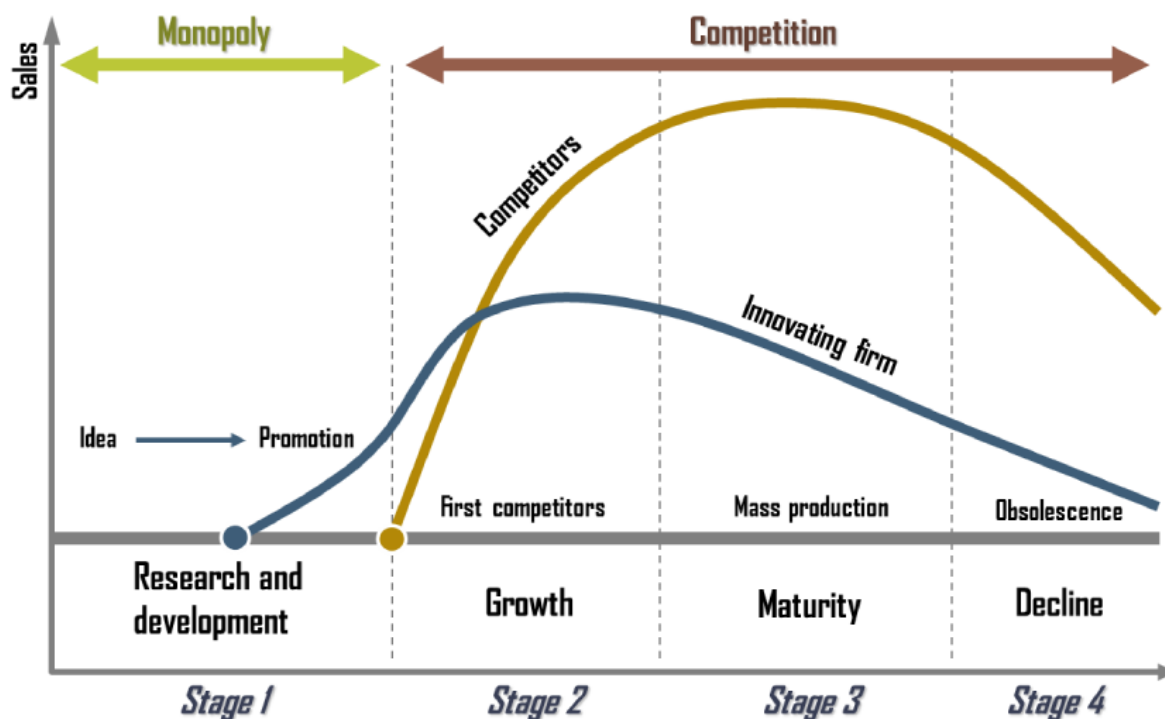 Monopoly
Competition
Sales
Competitors
Innovating firm
Idea
Promotion
First competitors
Mass production
Obsolescence
Research and
development
Growth
Maturity
Decline
Stage 1
Stage 2
Stage 3
Stage 4